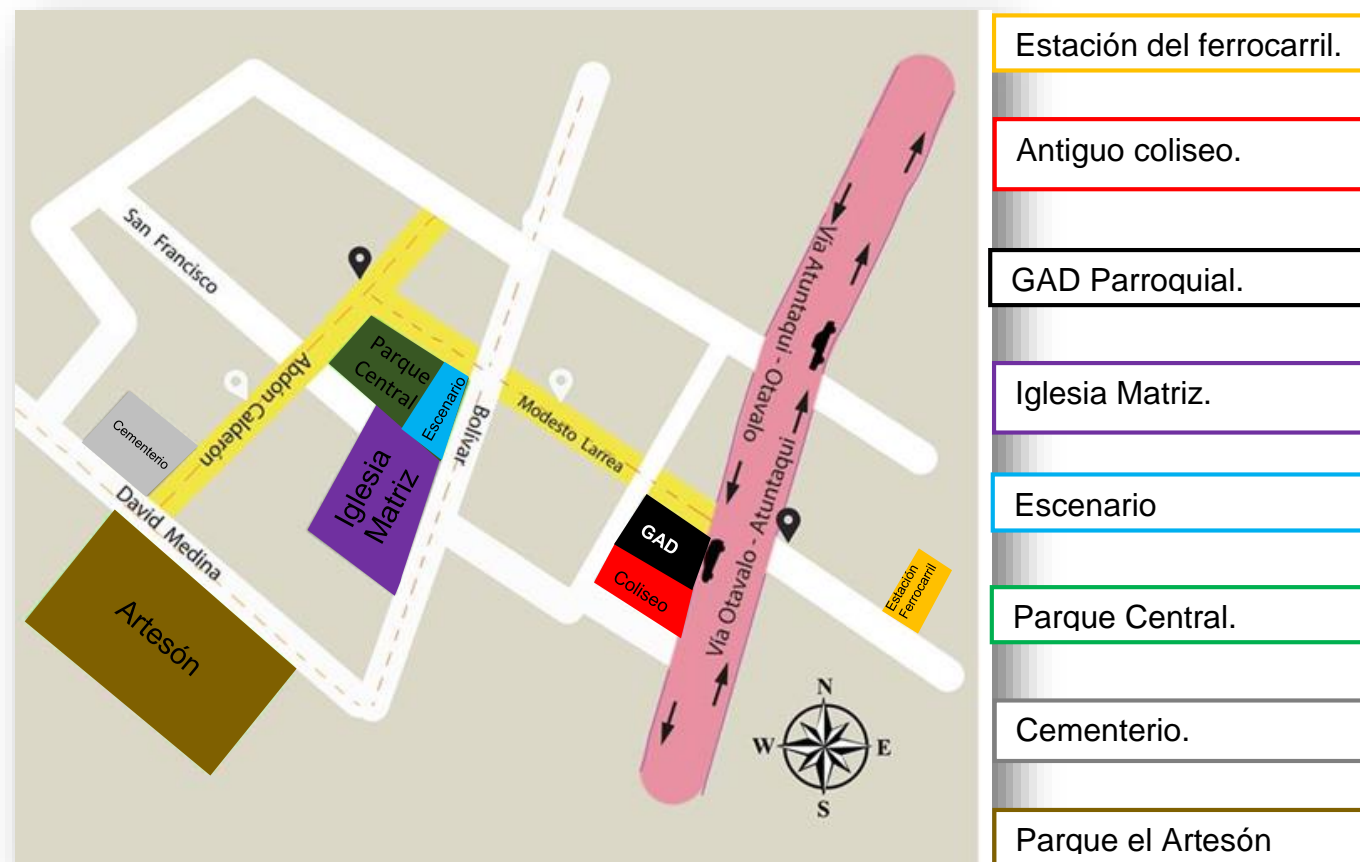 San Francisco
Abdón Calderón
Parque
Central
Escenario
Bolívar
Modesto Larrea
Vía Atuntaqui - Otavalo
Vía Otavalo - Atuntaqui
Cementerio
David Medina
Iglesia
Matriz
GAD
Coliseo
Estación
Ferrocarril
Artesón
N
W
E
S
Estación del ferrocarril.
Antiguo coliseo.
GAD Parroquial.
Iglesia Matriz.
Escenario
Parque Central.
Cementerio.
Parque el Artesón